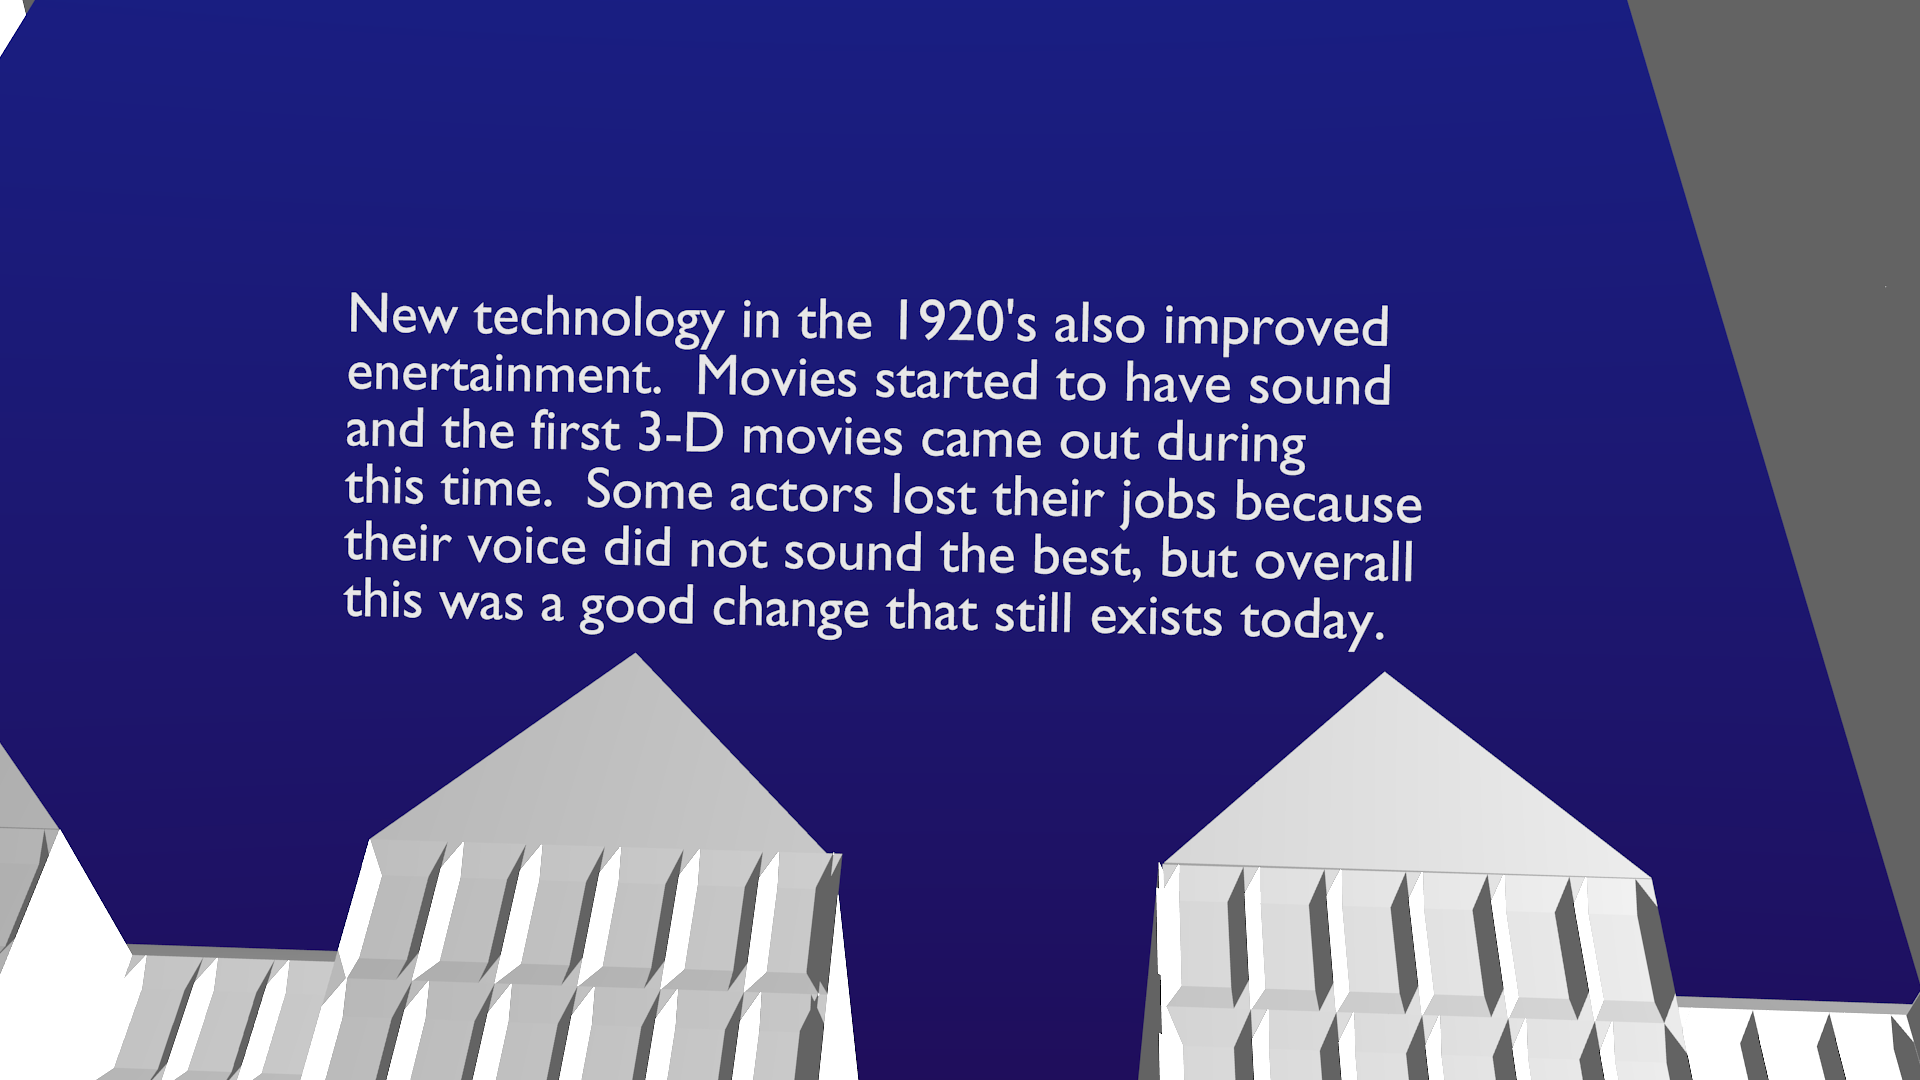 New technology in the 1920's also improved
enertainment.  Movies started to have sound
and the first 3-D movies came out during
this time.  Some actors lost their jobs because
their voice did not sound the best, but overall
this was a good change that still exists today.